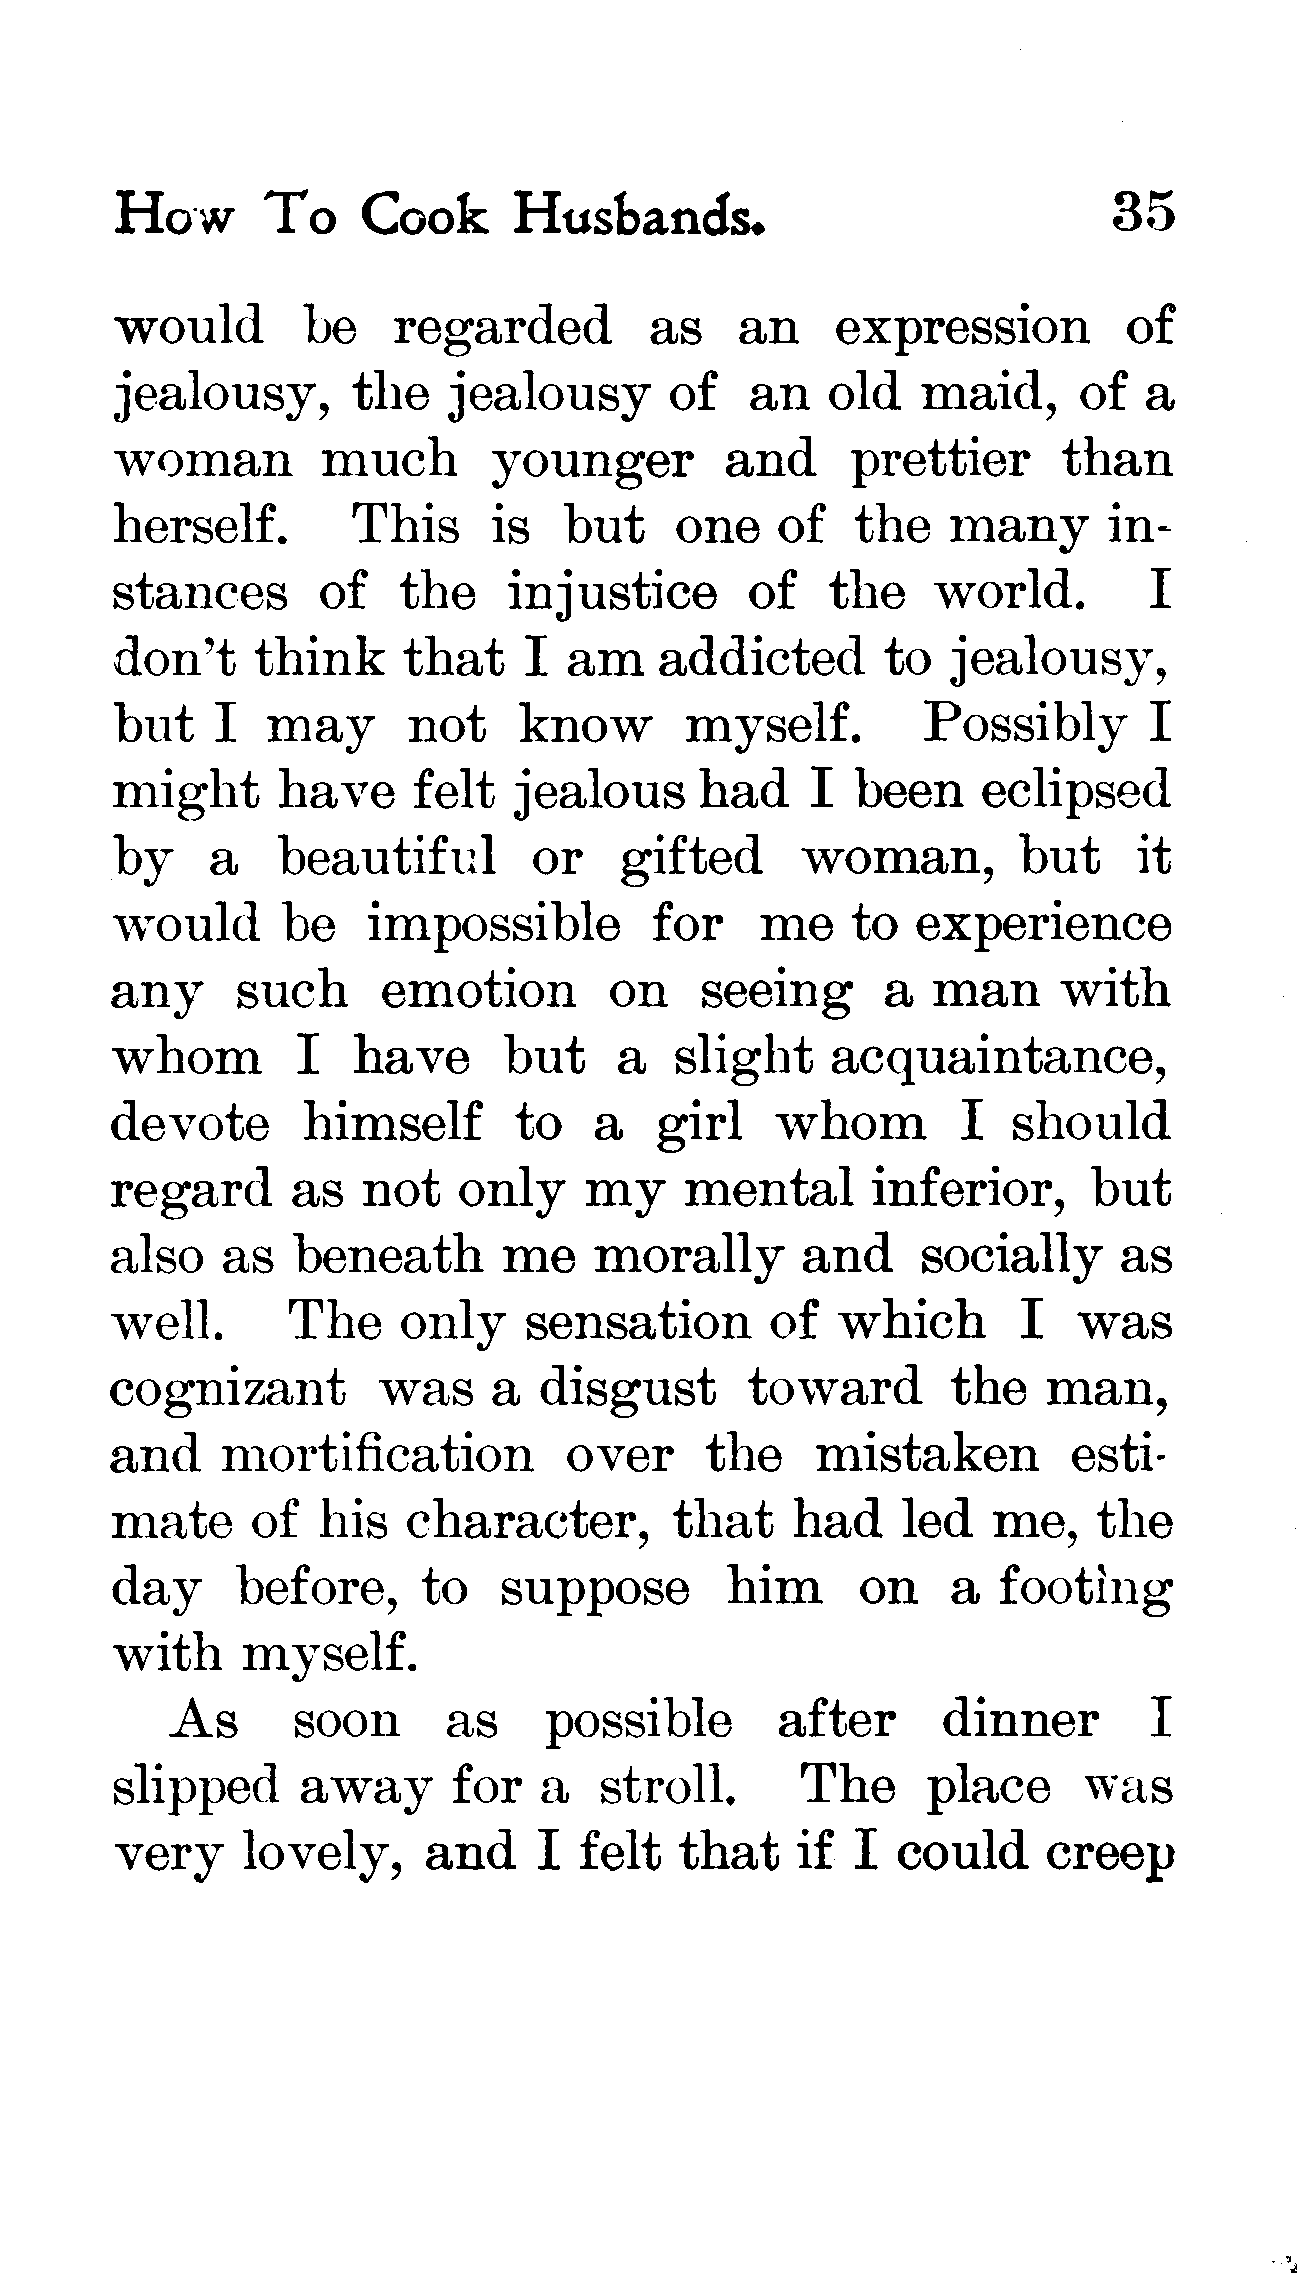 How To Cook Husbands. 35
would be regarded as an expression of
jealousy, the jealousy of an old maid, of a
woman much younger and prettier than
herself. This is but one of the many in-
stances of the injustice of the world. I
don't think that I am addicted to jealousy,
but I may not know myself. Possibly I
might have felt jealous had I been eclipsed
by a beautiful or gifted woman, but it
would be impossible for me to experience
any such emotion on seeing a man with
whom I have but a slight acquaintance,
devote himself to a girl whom I should
regard as not only my mental inferior, but
also as beneath me morally and socially as
well. The only sensation of which I was
cognizant was a disgust toward the man,
and mortification over the mistaken esti-
mate of his character, that had led me, the
day before, to suppose him on a footing
with myself.
As soon as possible after dinner I
slipped away for a stroll. The place was
very lovely, and I felt that if I could creep